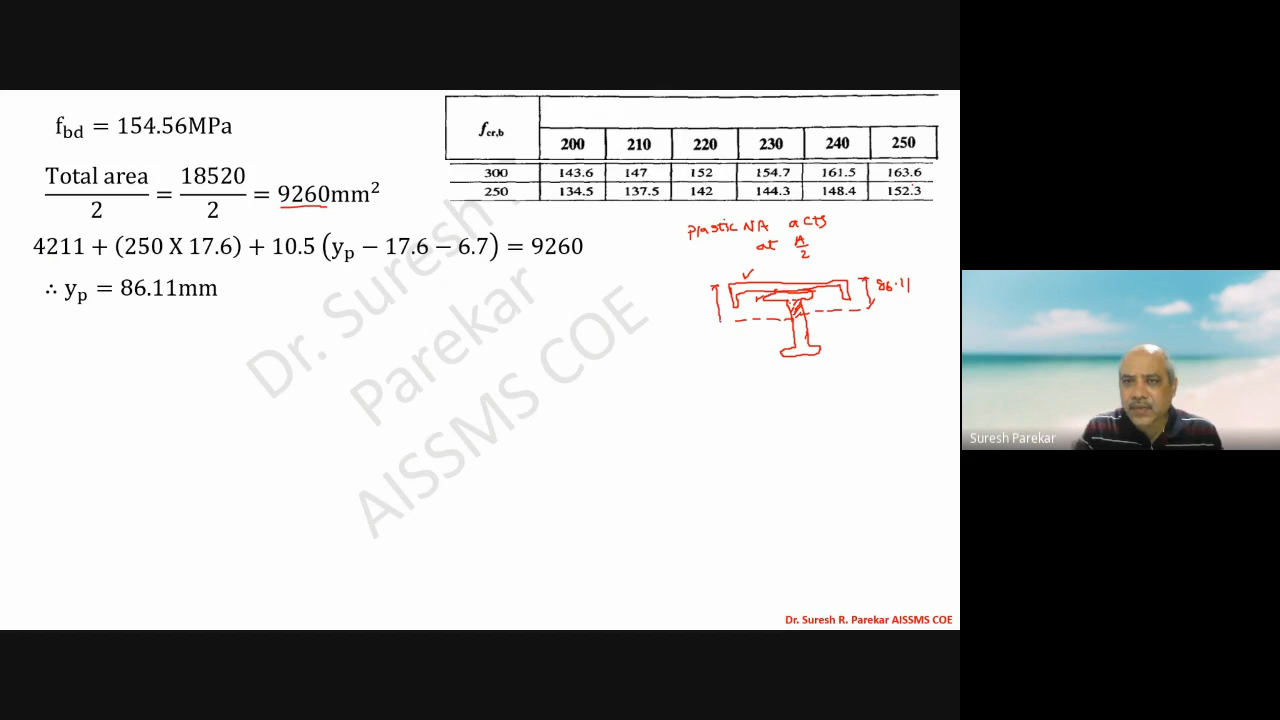 f_bd = 154.56MPa
Total area / 2 = 18520 / 2 = 9260mm²
4211 + (250 X 17.6) + 10.5 (y_p − 17.6 − 6.7) = 9260
∴ y_p = 86.11mm
f_cr,b
200 210 220 230 240 250
300 143.6 147 152 154.7 161.5 163.6
250 134.5 137.5 142 144.3 148.4 152.3
plastic NA acts
at A/2
86.11
Dr. Suresh R.
Parekar
AISSMS COE
Suresh Parekar
Dr. Suresh R. Parekar AISSMS COE